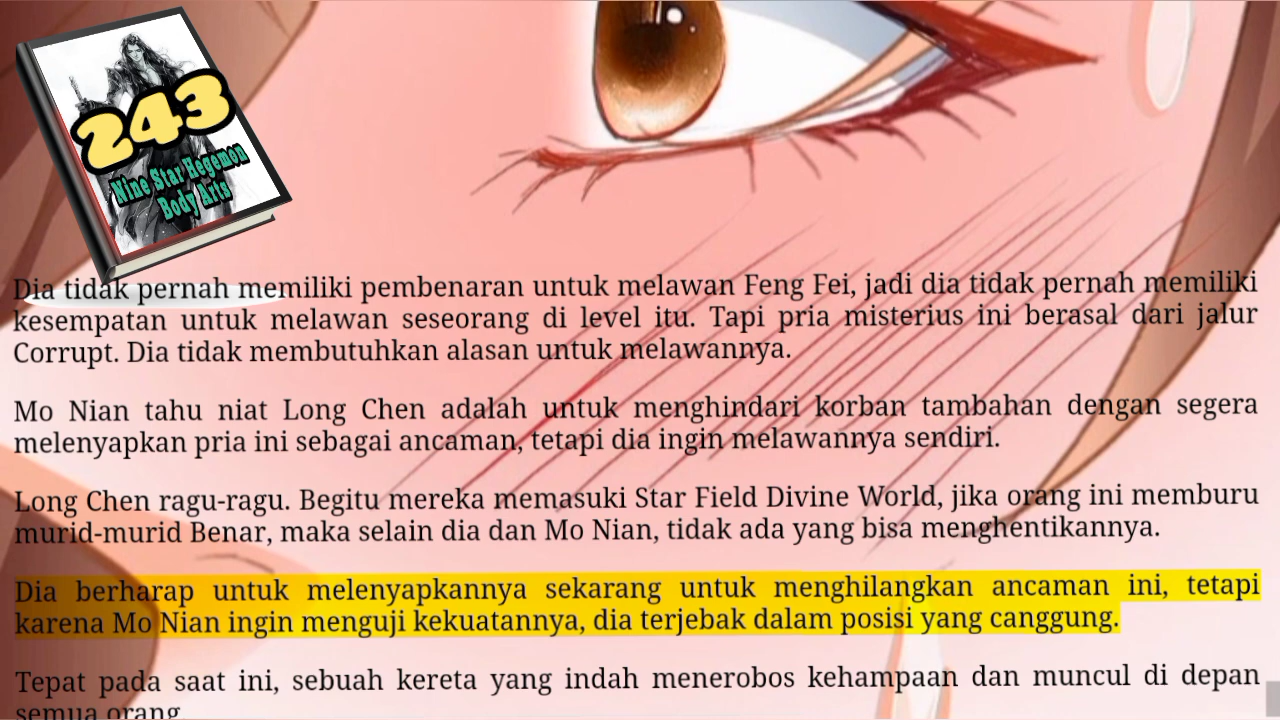 243
Nine Star Hegemon
Body Arts
Dia tidak pernah memiliki pembenaran untuk melawan Feng Fei, jadi dia tidak pernah memiliki
kesempatan untuk melawan seseorang di level itu. Tapi pria misterius ini berasal dari jalur
Corrupt. Dia tidak membutuhkan alasan untuk melawannya.
Mo Nian tahu niat Long Chen adalah untuk menghindari korban tambahan dengan segera
melenyapkan pria ini sebagai ancaman, tetapi dia ingin melawannya sendiri.
Long Chen ragu-ragu. Begitu mereka memasuki Star Field Divine World, jika orang ini memburu
murid-murid Benar, maka selain dia dan Mo Nian, tidak ada yang bisa menghentikannya.
Dia berharap untuk melenyapkannya sekarang untuk menghilangkan ancaman ini, tetapi
karena Mo Nian ingin menguji kekuatannya, dia terjebak dalam posisi yang canggung.
Tepat pada saat ini, sebuah kereta yang indah menerobos kehampaan dan muncul di depan
semua orang.